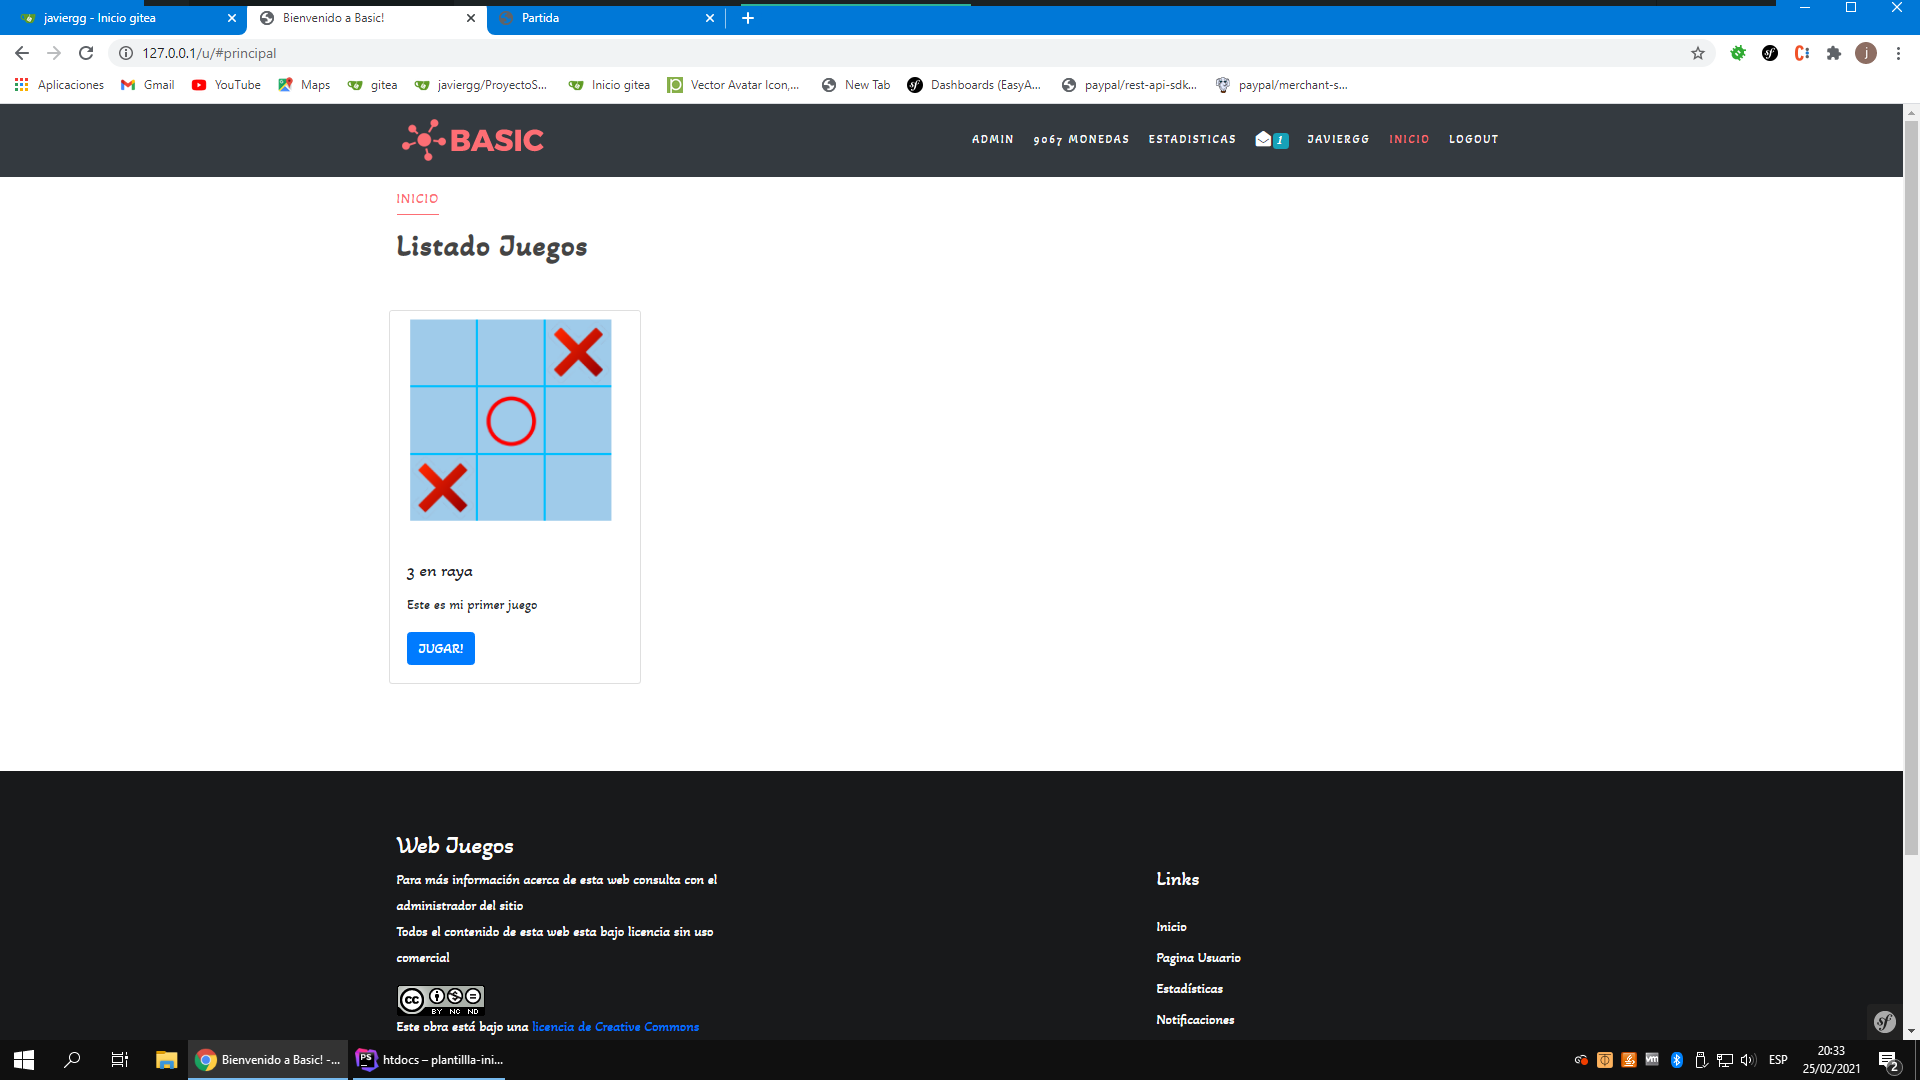 javiergg - Inicio gitea
Bienvenido a Basic!
Partida
127.0.0.1/u/#principal
j
Aplicaciones
Gmail
YouTube
Maps
gitea
javiergg/ProyectoS...
Inicio gitea
Vector Avatar Icon,...
New Tab
Dashboards (EasyA...
paypal/rest-api-sdk...
paypal/merchant-s...
BASIC
ADMIN
9067 MONEDAS
ESTADISTICAS
1
JAVIERGG
INICIO
LOGOUT
INICIO
Listado Juegos
3 en raya
Este es mi primer juego
JUGAR!
Web Juegos
Para más información acerca de esta web consulta con el
administrador del sitio
Todos el contenido de esta web esta bajo licencia sin uso
comercial
cc
BY NC ND
Este obra está bajo una licencia de Creative Commons
Links
Inicio
Pagina Usuario
Estadísticas
Notificaciones
sf
Bienvenido a Basic! -...
PS
htdocs – plantillla-ini...
vm
ESP
20:33
25/02/2021
2